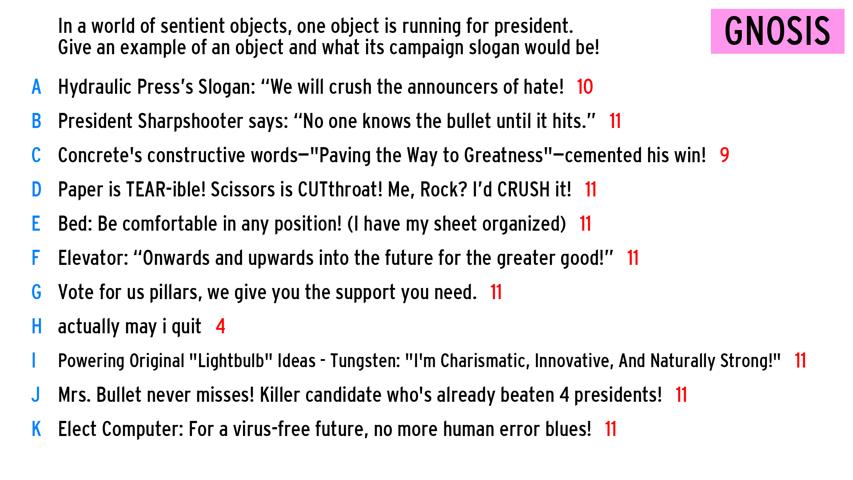 In a world of sentient objects, one object is running for president.
Give an example of an object and what its campaign slogan would be!
GNOSIS
A Hydraulic Press’s Slogan: “We will crush the announcers of hate! 10
B President Sharpshooter says: “No one knows the bullet until it hits.” 11
C Concrete's constructive words—"Paving the Way to Greatness"—cemented his win! 9
D Paper is TEAR-ible! Scissors is CUTthroat! Me, Rock? I’d CRUSH it! 11
E Bed: Be comfortable in any position! (I have my sheet organized) 11
F Elevator: “Onwards and upwards into the future for the greater good!” 11
G Vote for us pillars, we give you the support you need. 11
H actually may i quit 4
I Powering Original "Lightbulb" Ideas - Tungsten: "I'm Charismatic, Innovative, And Naturally Strong!" 11
J Mrs. Bullet never misses! Killer candidate who's already beaten 4 presidents! 11
K Elect Computer: For a virus-free future, no more human error blues! 11